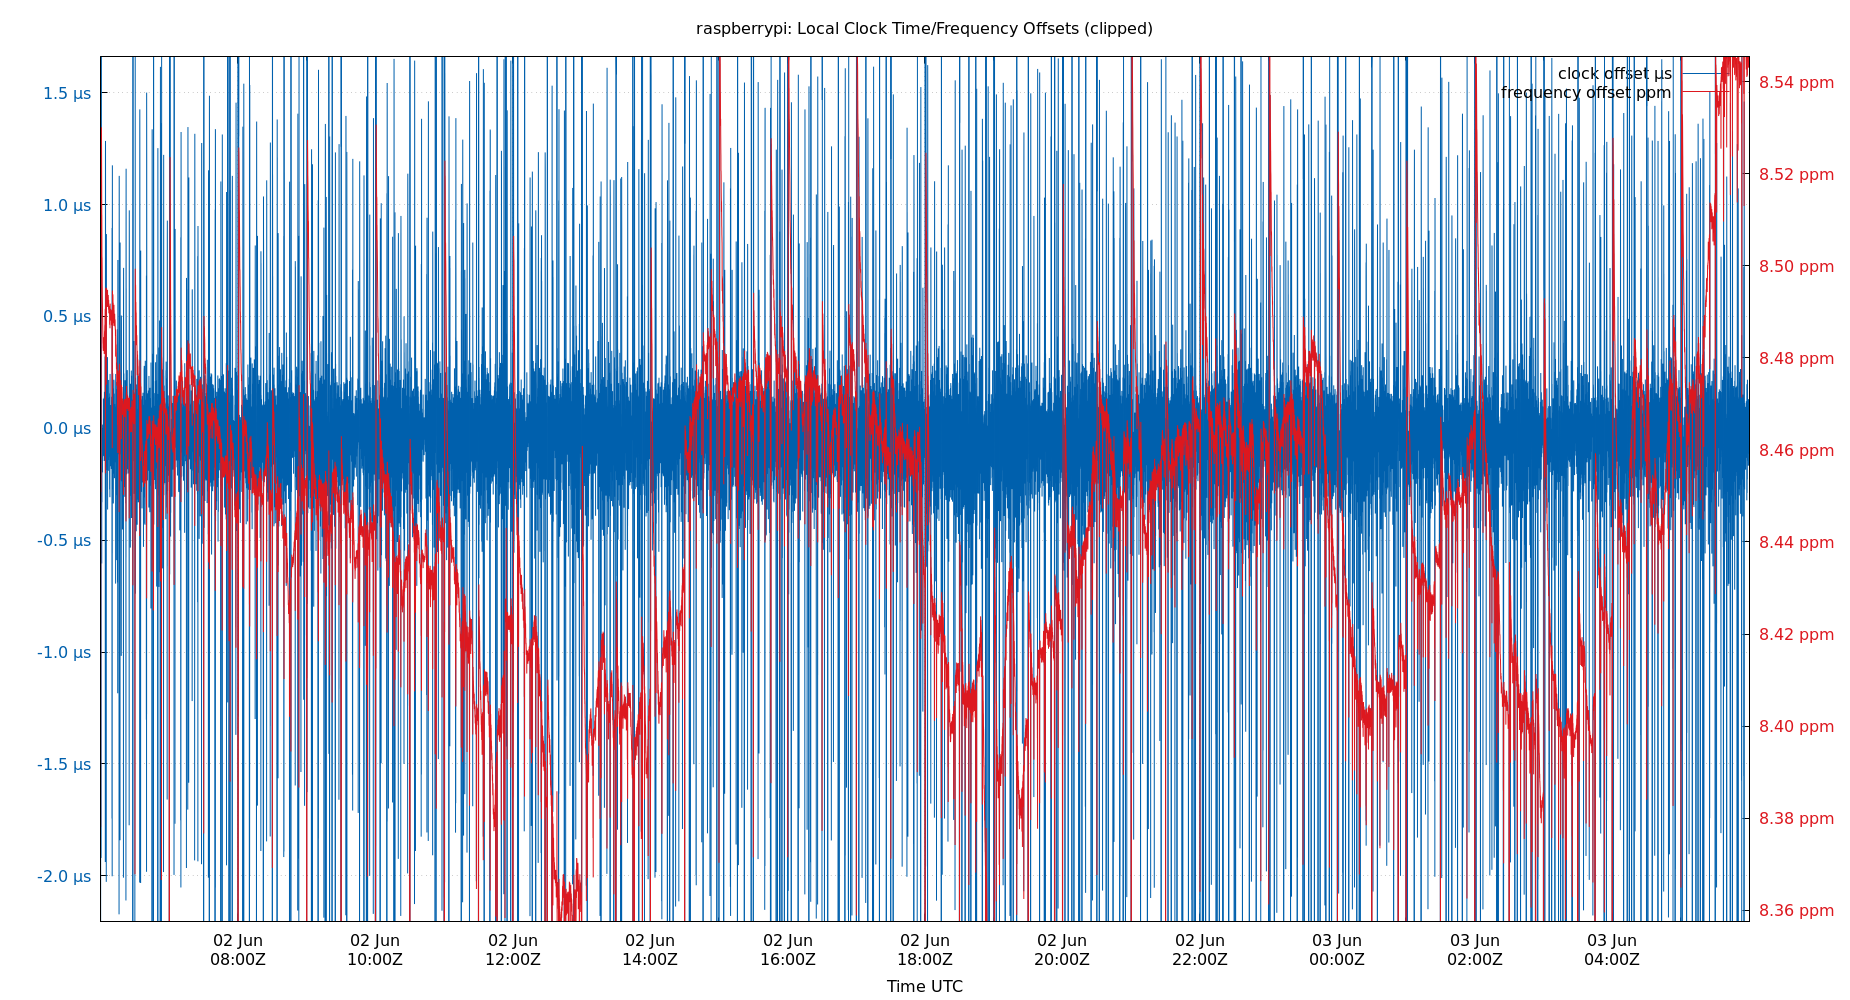 raspberrypi: Local Clock Time/Frequency Offsets (clipped)
clock offset µs
frequency offset ppm
1.5 µs
1.0 µs
0.5 µs
0.0 µs
-0.5 µs
-1.0 µs
-1.5 µs
-2.0 µs
8.54 ppm
8.52 ppm
8.50 ppm
8.48 ppm
8.46 ppm
8.44 ppm
8.42 ppm
8.40 ppm
8.38 ppm
8.36 ppm
02 Jun 02 Jun 02 Jun 02 Jun 02 Jun 02 Jun 02 Jun 02 Jun 03 Jun 03 Jun 03 Jun
08:00Z 10:00Z 12:00Z 14:00Z 16:00Z 18:00Z 20:00Z 22:00Z 00:00Z 02:00Z 04:00Z
Time UTC